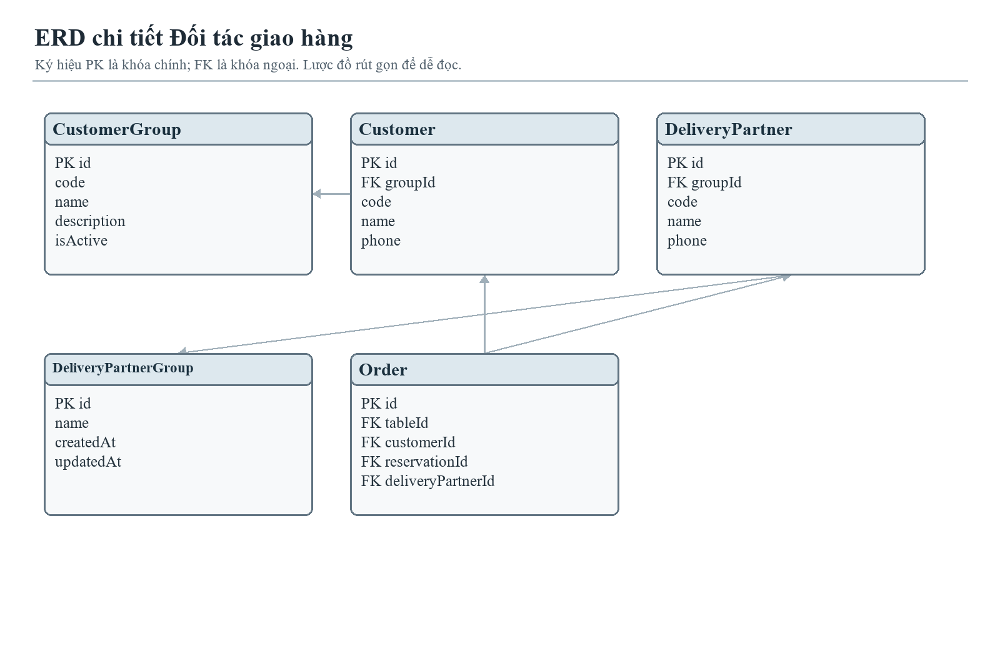 ERD chi tiết Đối tác giao hàng
Ký hiệu PK là khóa chính; FK là khóa ngoại. Lược đồ rút gọn để dễ đọc.
CustomerGroup
PK id
code
name
description
isActive
Customer
PK id
FK groupId
code
name
phone
DeliveryPartner
PK id
FK groupId
code
name
phone
DeliveryPartnerGroup
PK id
name
createdAt
updatedAt
Order
PK id
FK tableId
FK customerId
FK reservationId
FK deliveryPartnerId